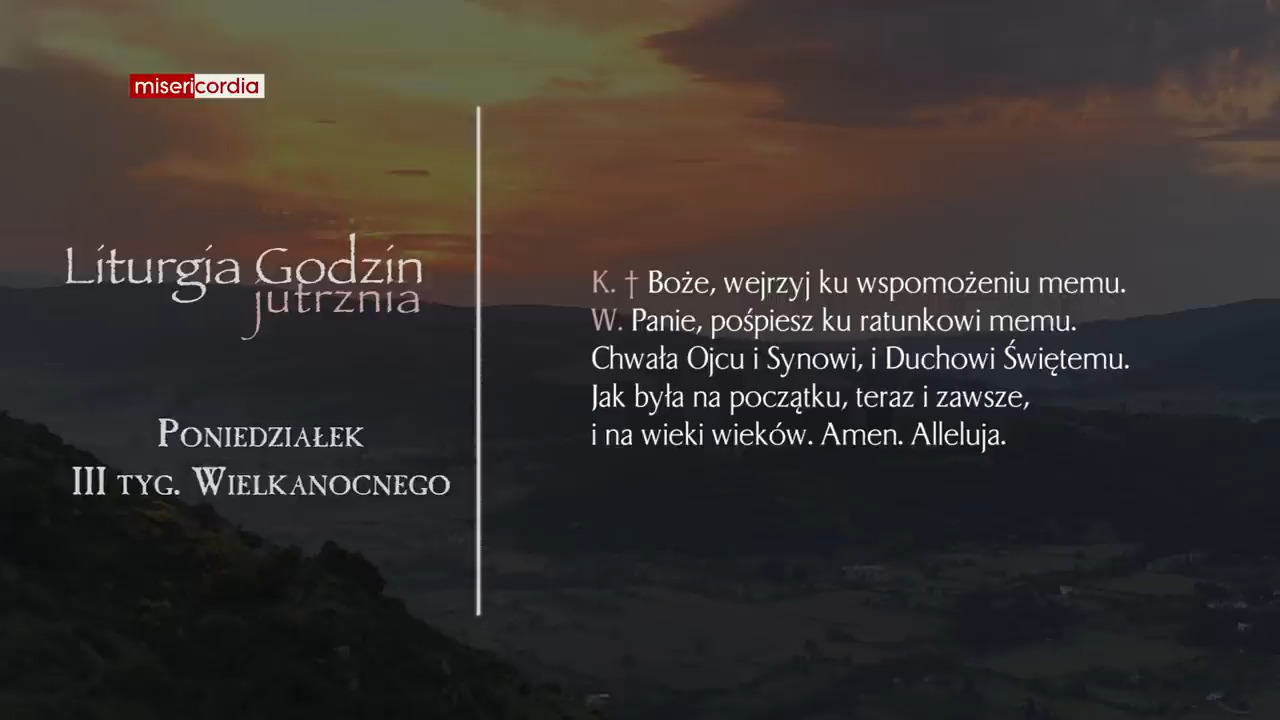 misericordia
Liturgia Godzin
jutrznia
Poniedziałek
III tyg. Wielkanocnego
K. † Boże, wejrzyj ku wspomożeniu memu.
W. Panie, pośpiesz ku ratunkowi memu.
Chwała Ojcu i Synowi, i Duchowi Świętemu.
Jak była na początku, teraz i zawsze,
i na wieki wieków. Amen. Alleluja.